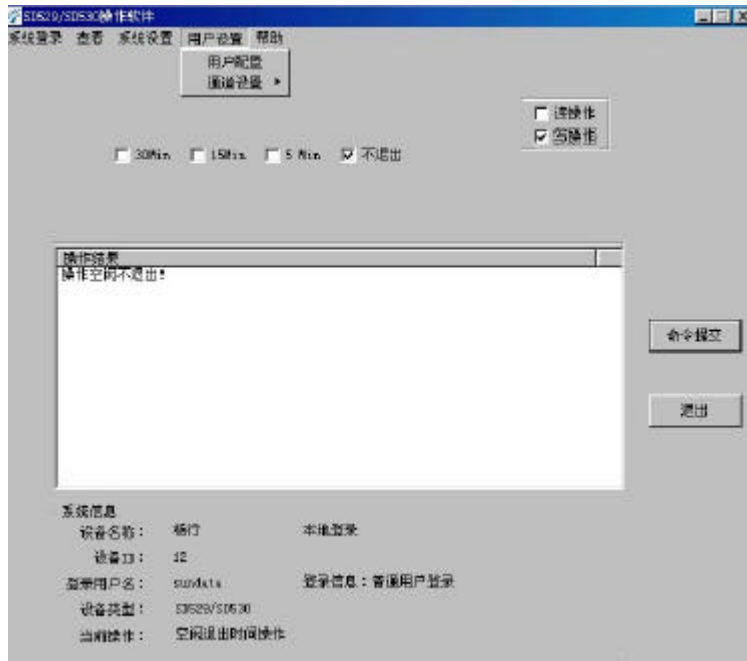 SD529/SD530操作软件
系统登录 查看 系统设置 用户设置 帮助
用户配置
通道设置
读操作
写操作
30Min 15Min 5 Min 不退出
操作结果
操作空闲不退出!
命令提交
退出
系统信息
设备名称: 杨行 本地登录
设备ID: 12
登录用户名: sundata 登录信息:普通用户登录
设备类型: SD529/SD530
当前操作: 空闲退出时间操作